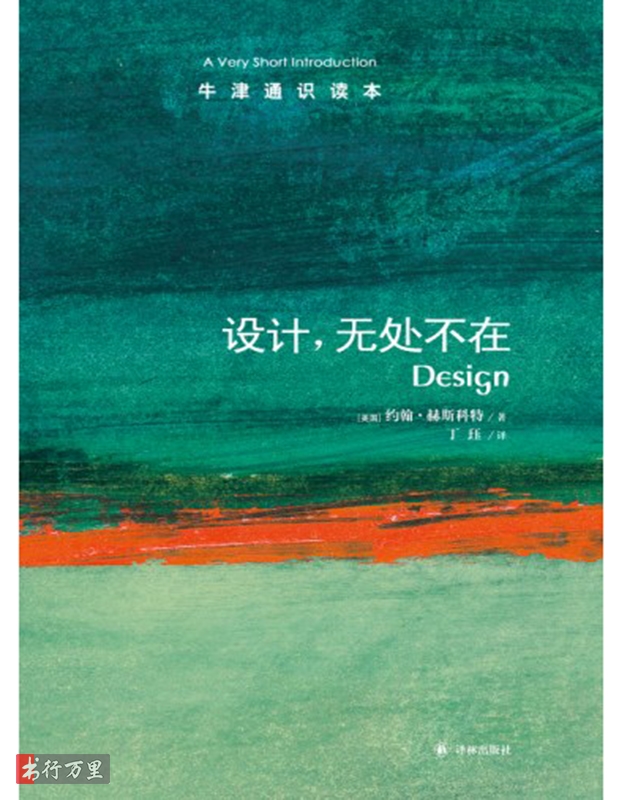 A Very Short Introduction
牛津通识读本
设计，无处不在
Design
[英国] 约翰·赫斯科特 / 著
丁珏 / 译
译林出版社
书行万里